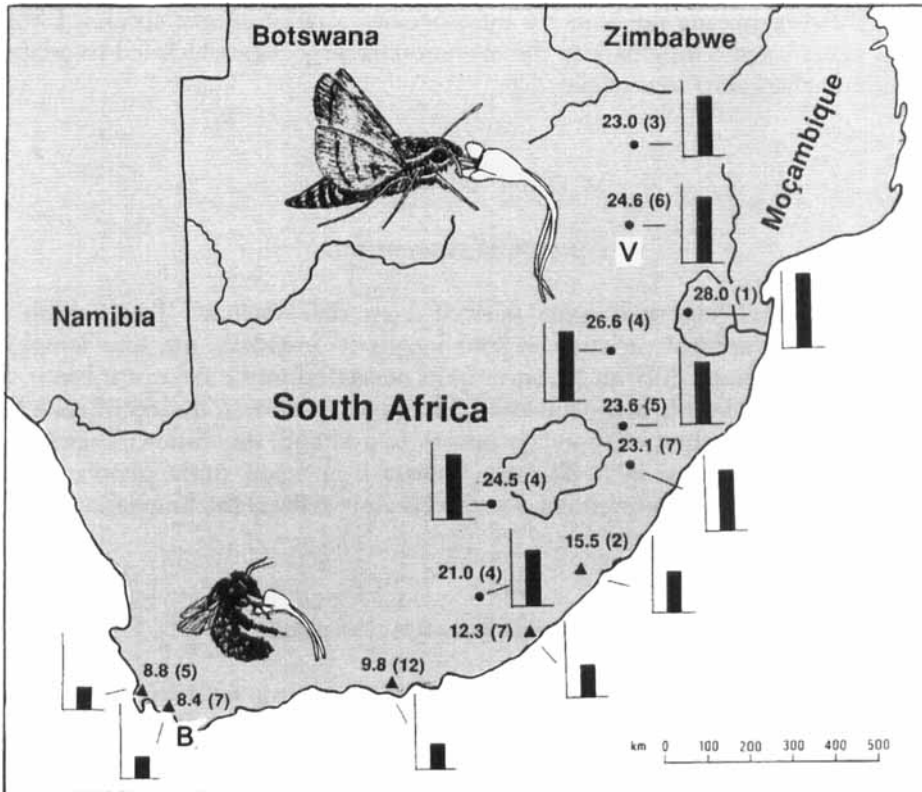 Botswana
Zimbabwe
Moçambique
23.0 (3)
24.6 (6)
V
28.0 (1)
Namibia
26.6 (4)
South Africa
23.6 (5)
23.1 (7)
24.5 (4)
15.5 (2)
21.0 (4)
12.3 (7)
9.8 (12)
8.8 (5)
8.4 (7)
B
km 0 100 200 300 400 500